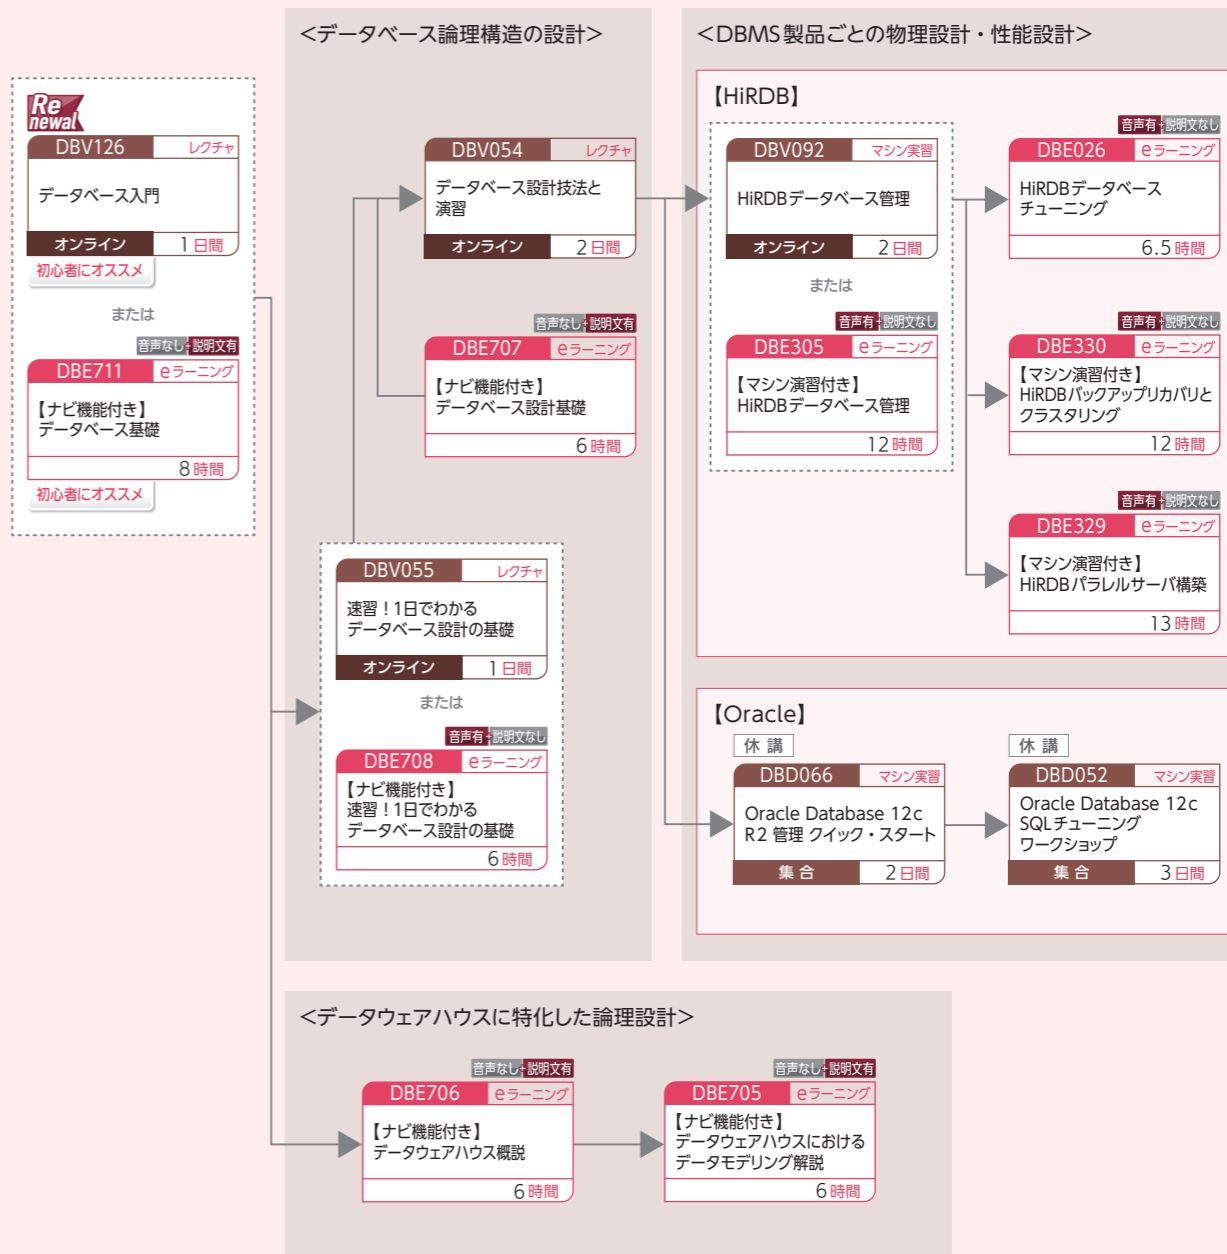 Re
newal
DBV126 レクチャ
データベース入門
オンライン 1日間
初心者にオススメ
または
音声なし+説明文有
DBE711 eラーニング
【ナビ機能付き】
データベース基礎
8時間
初心者にオススメ
＜データベース論理構造の設計＞
DBV054 レクチャ
データベース設計技法と
演習
オンライン 2日間
音声なし+説明文有
DBE707 eラーニング
【ナビ機能付き】
データベース設計基礎
6時間
DBV055 レクチャ
速習！1日でわかる
データベース設計の基礎
オンライン 1日間
または
音声有+説明文なし
DBE708 eラーニング
【ナビ機能付き】
速習！1日でわかる
データベース設計の基礎
6時間
＜DBMS製品ごとの物理設計・性能設計＞
【HiRDB】
DBV092 マシン実習
HiRDBデータベース管理
オンライン 2日間
または
音声有+説明文なし
DBE305 eラーニング
【マシン演習付き】
HiRDBデータベース管理
12時間
音声有+説明文なし
DBE026 eラーニング
HiRDBデータベース
チューニング
6.5時間
音声有+説明文なし
DBE330 eラーニング
【マシン演習付き】
HiRDBバックアップリカバリと
クラスタリング
12時間
音声有+説明文なし
DBE329 eラーニング
【マシン演習付き】
HiRDBパラレルサーバ構築
13時間
【Oracle】
休講
DBD066 マシン実習
Oracle Database 12c
R2 管理 クイック・スタート
集合 2日間
休講
DBD052 マシン実習
Oracle Database 12c
SQLチューニング
ワークショップ
集合 3日間
＜データウェアハウスに特化した論理設計＞
音声なし+説明文有
DBE706 eラーニング
【ナビ機能付き】
データウェアハウス概説
6時間
音声なし+説明文有
DBE705 eラーニング
【ナビ機能付き】
データウェアハウスにおける
データモデリング解説
6時間